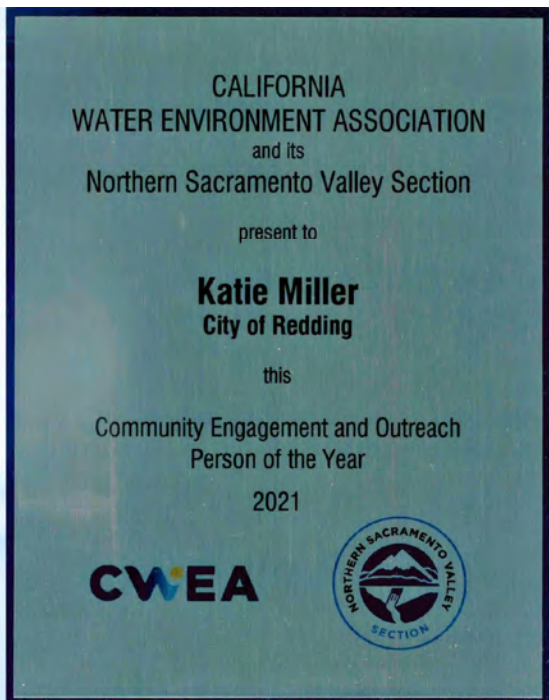 CALIFORNIA
WATER ENVIRONMENT ASSOCIATION
and its
Northern Sacramento Valley Section
present to
Katie Miller
City of Redding
this
Community Engagement and Outreach
Person of the Year
2021
CWEA
NORTHERN SACRAMENTO VALLEY
SECTION